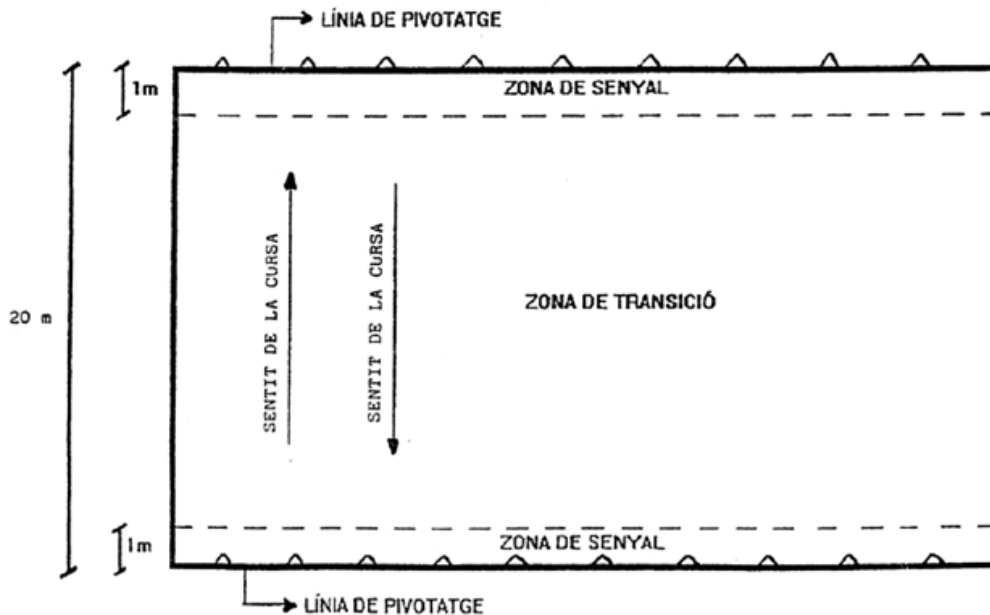 LÍNIA DE PIVOTATGE
1m
ZONA DE SENYAL
SENTIT DE LA CURSA
SENTIT DE LA CURSA
20 m
ZONA DE TRANSICIÓ
1m
ZONA DE SENYAL
LÍNIA DE PIVOTATGE